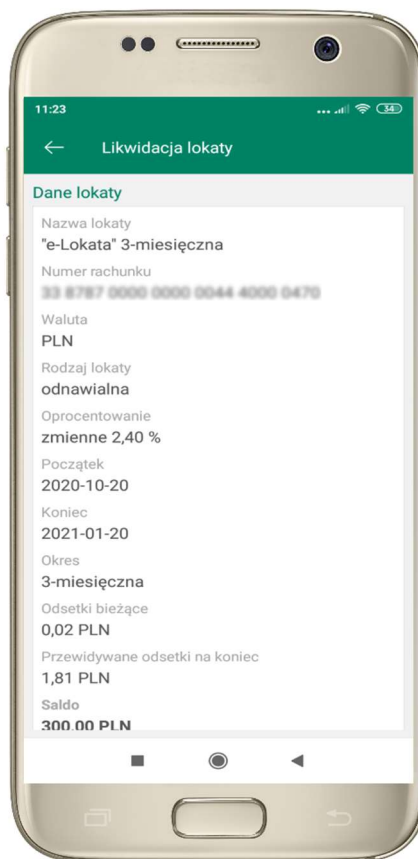 11:23
34
Likwidacja lokaty
Dane lokaty
Nazwa lokaty
"e-Lokata" 3-miesięczna
Numer rachunku
Waluta
PLN
Rodzaj lokaty
odnawialna
Oprocentowanie
zmienne 2,40 %
Początek
2020-10-20
Koniec
2021-01-20
Okres
3-miesięczna
Odsetki bieżące
0,02 PLN
Przewidywane odsetki na koniec
1,81 PLN
Saldo
300,00 PLN